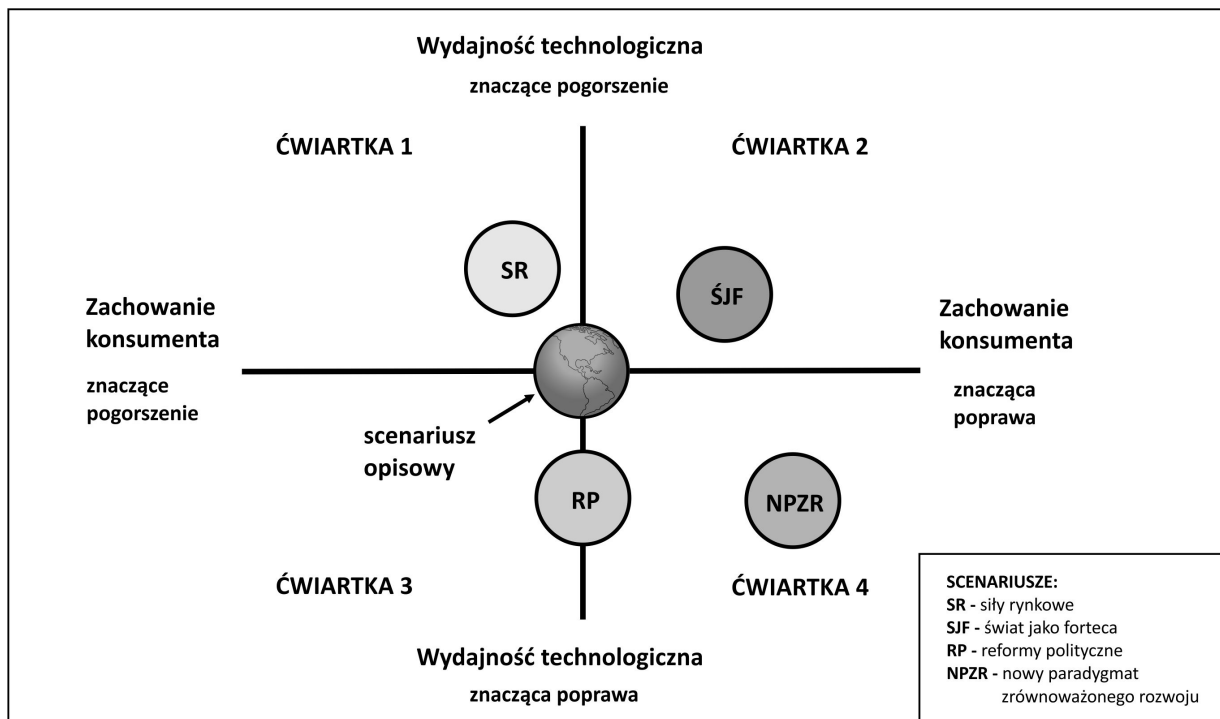 Wydajność technologiczna
znaczące pogorszenie
ĆWIARTKA 1
ĆWIARTKA 2
SR
ŚJF
Zachowanie
konsumenta
znaczące
pogorszenie
Zachowanie
konsumenta
znacząca
poprawa
scenariusz
opisowy
RP
NPZR
ĆWIARTKA 3
ĆWIARTKA 4
Wydajność technologiczna
znacząca poprawa
SCENARIUSZE:
SR - siły rynkowe
SJF - świat jako forteca
RP - reformy polityczne
NPZR - nowy paradygmat
zrównoważonego rozwoju